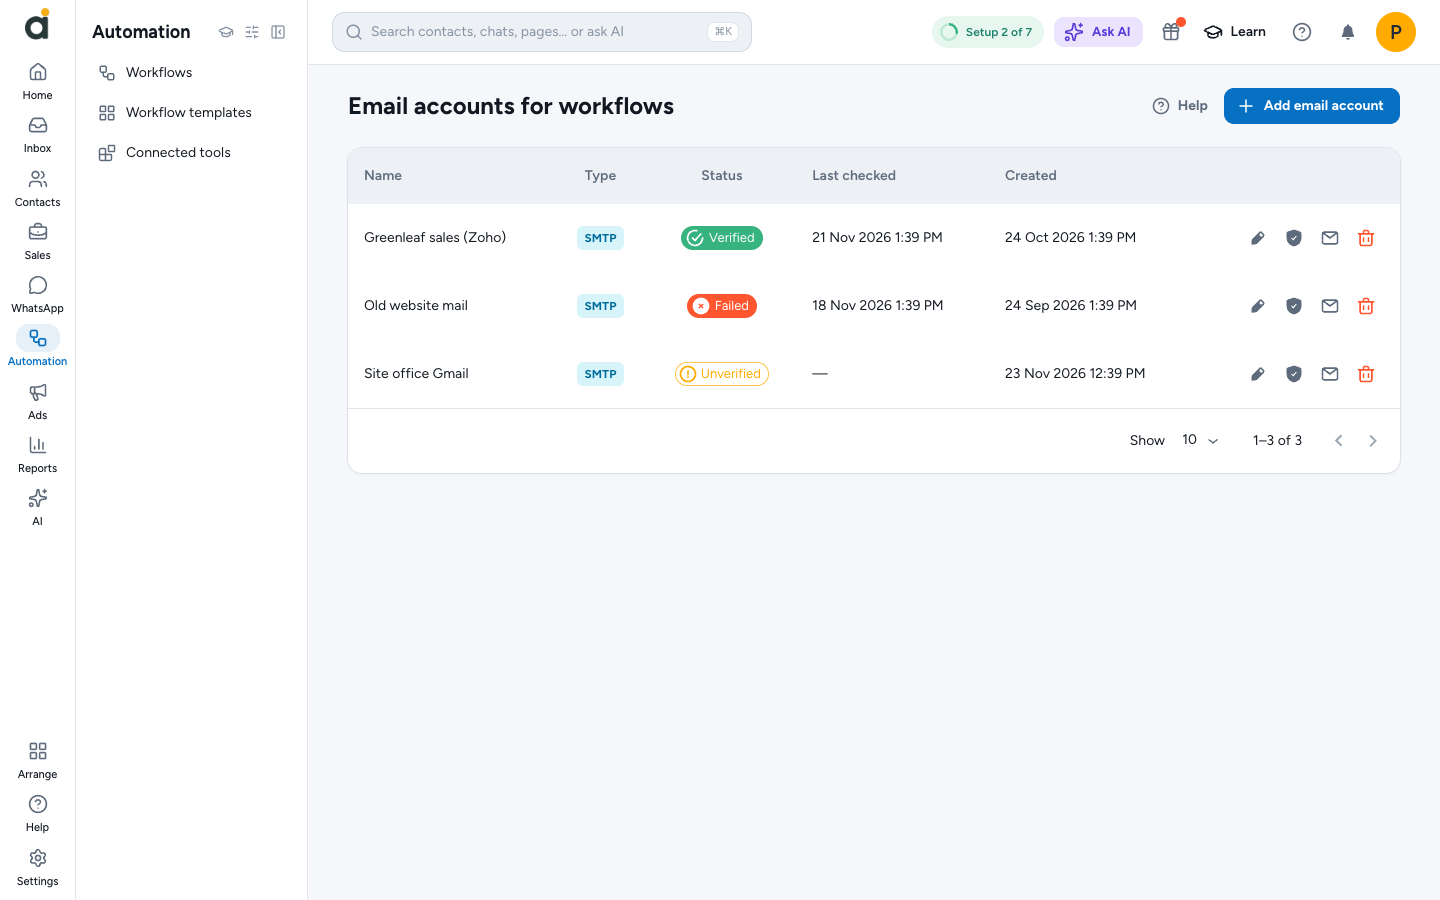 Automation
Search contacts, chats, pages... or ask AI
⌘K
Setup 2 of 7
Ask AI
Learn
P
Home
Inbox
Contacts
Sales
WhatsApp
Automation
Ads
Reports
AI
Arrange
Help
Settings
Workflows
Workflow templates
Connected tools
Email accounts for workflows
Help
Add email account
Name Type Status Last checked Created
Greenleaf sales (Zoho) SMTP Verified 21 Nov 2026 1:39 PM 24 Oct 2026 1:39 PM
Old website mail SMTP Failed 18 Nov 2026 1:39 PM 24 Sep 2026 1:39 PM
Site office Gmail SMTP Unverified — 23 Nov 2026 12:39 PM
Show 10 1–3 of 3